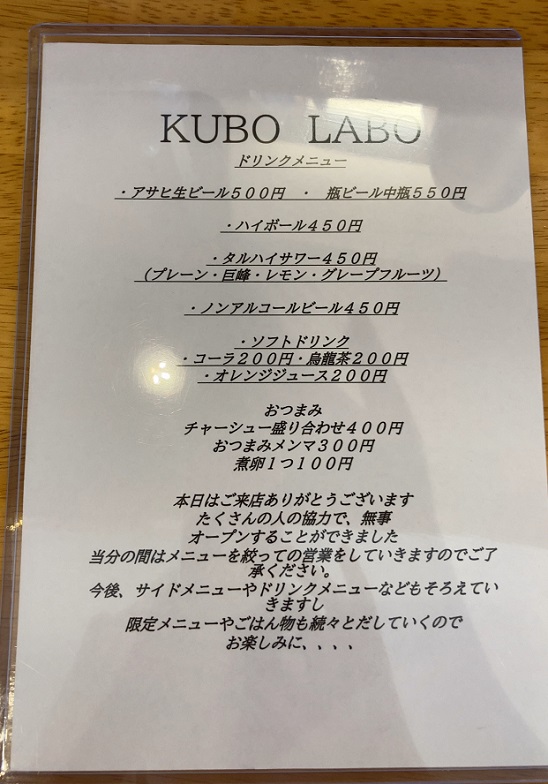 KUBO LABO
ドリンクメニュー
・アサヒ生ビール５００円　・　瓶ビール中瓶５５０円
・ハイボール４５０円
・タルハイサワー４５０円
（プレーン・巨峰・レモン・グレープフルーツ）
・ノンアルコールビール４５０円
・ソフトドリンク
・コーラ２００円・烏龍茶２００円
・オレンジジュース２００円
おつまみ
チャーシュー盛り合わせ４００円
おつまみメンマ３００円
煮卵１つ１００円
本日はご来店ありがとうございます
たくさんの人の協力で、無事
オープンすることができました
当分の間はメニューを絞っての営業をしていきますのでご了
承ください。
今後、サイドメニューやドリンクメニューなどもそろえてい
きますし
限定メニューやごはん物も続々とだしていくので
お楽しみに、、、、